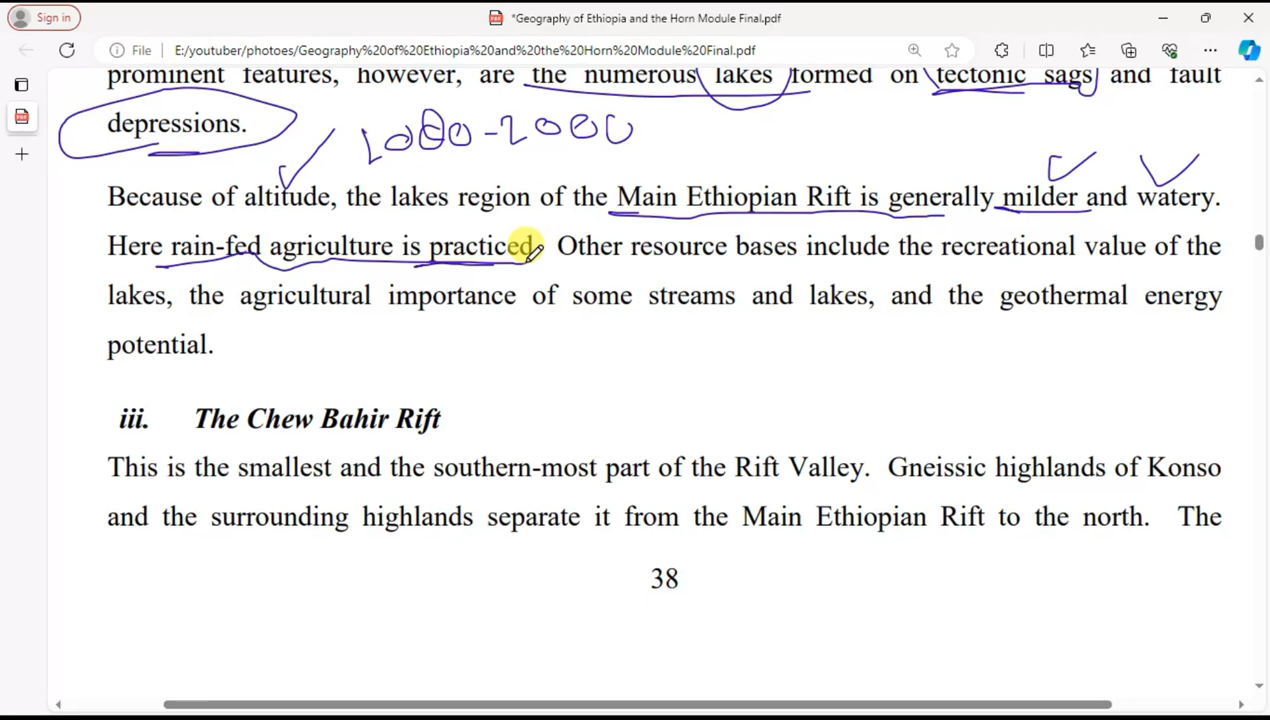 Sign in
*Geography of Ethiopia and the Horn Module Final.pdf
File E:/youtuber/photoes/Geography%20of%20Ethiopia%20and%20the%20Horn%20Module%20Final.pdf
prominent features, however, are the numerous lakes formed on tectonic sags and fault
depressions.
1000-2000
Because of altitude, the lakes region of the Main Ethiopian Rift is generally milder and watery.
Here rain-fed agriculture is practiced. Other resource bases include the recreational value of the
lakes, the agricultural importance of some streams and lakes, and the geothermal energy
potential.
iii. The Chew Bahir Rift
This is the smallest and the southern-most part of the Rift Valley. Gneissic highlands of Konso
and the surrounding highlands separate it from the Main Ethiopian Rift to the north. The
38